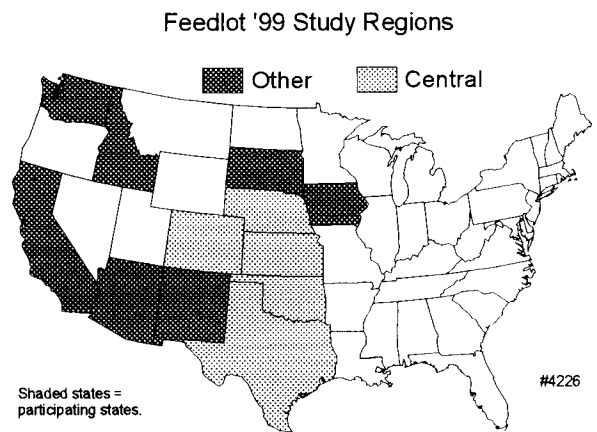 Feedlot '99 Study Regions
Other
Central
Shaded states =
participating states.
#4226